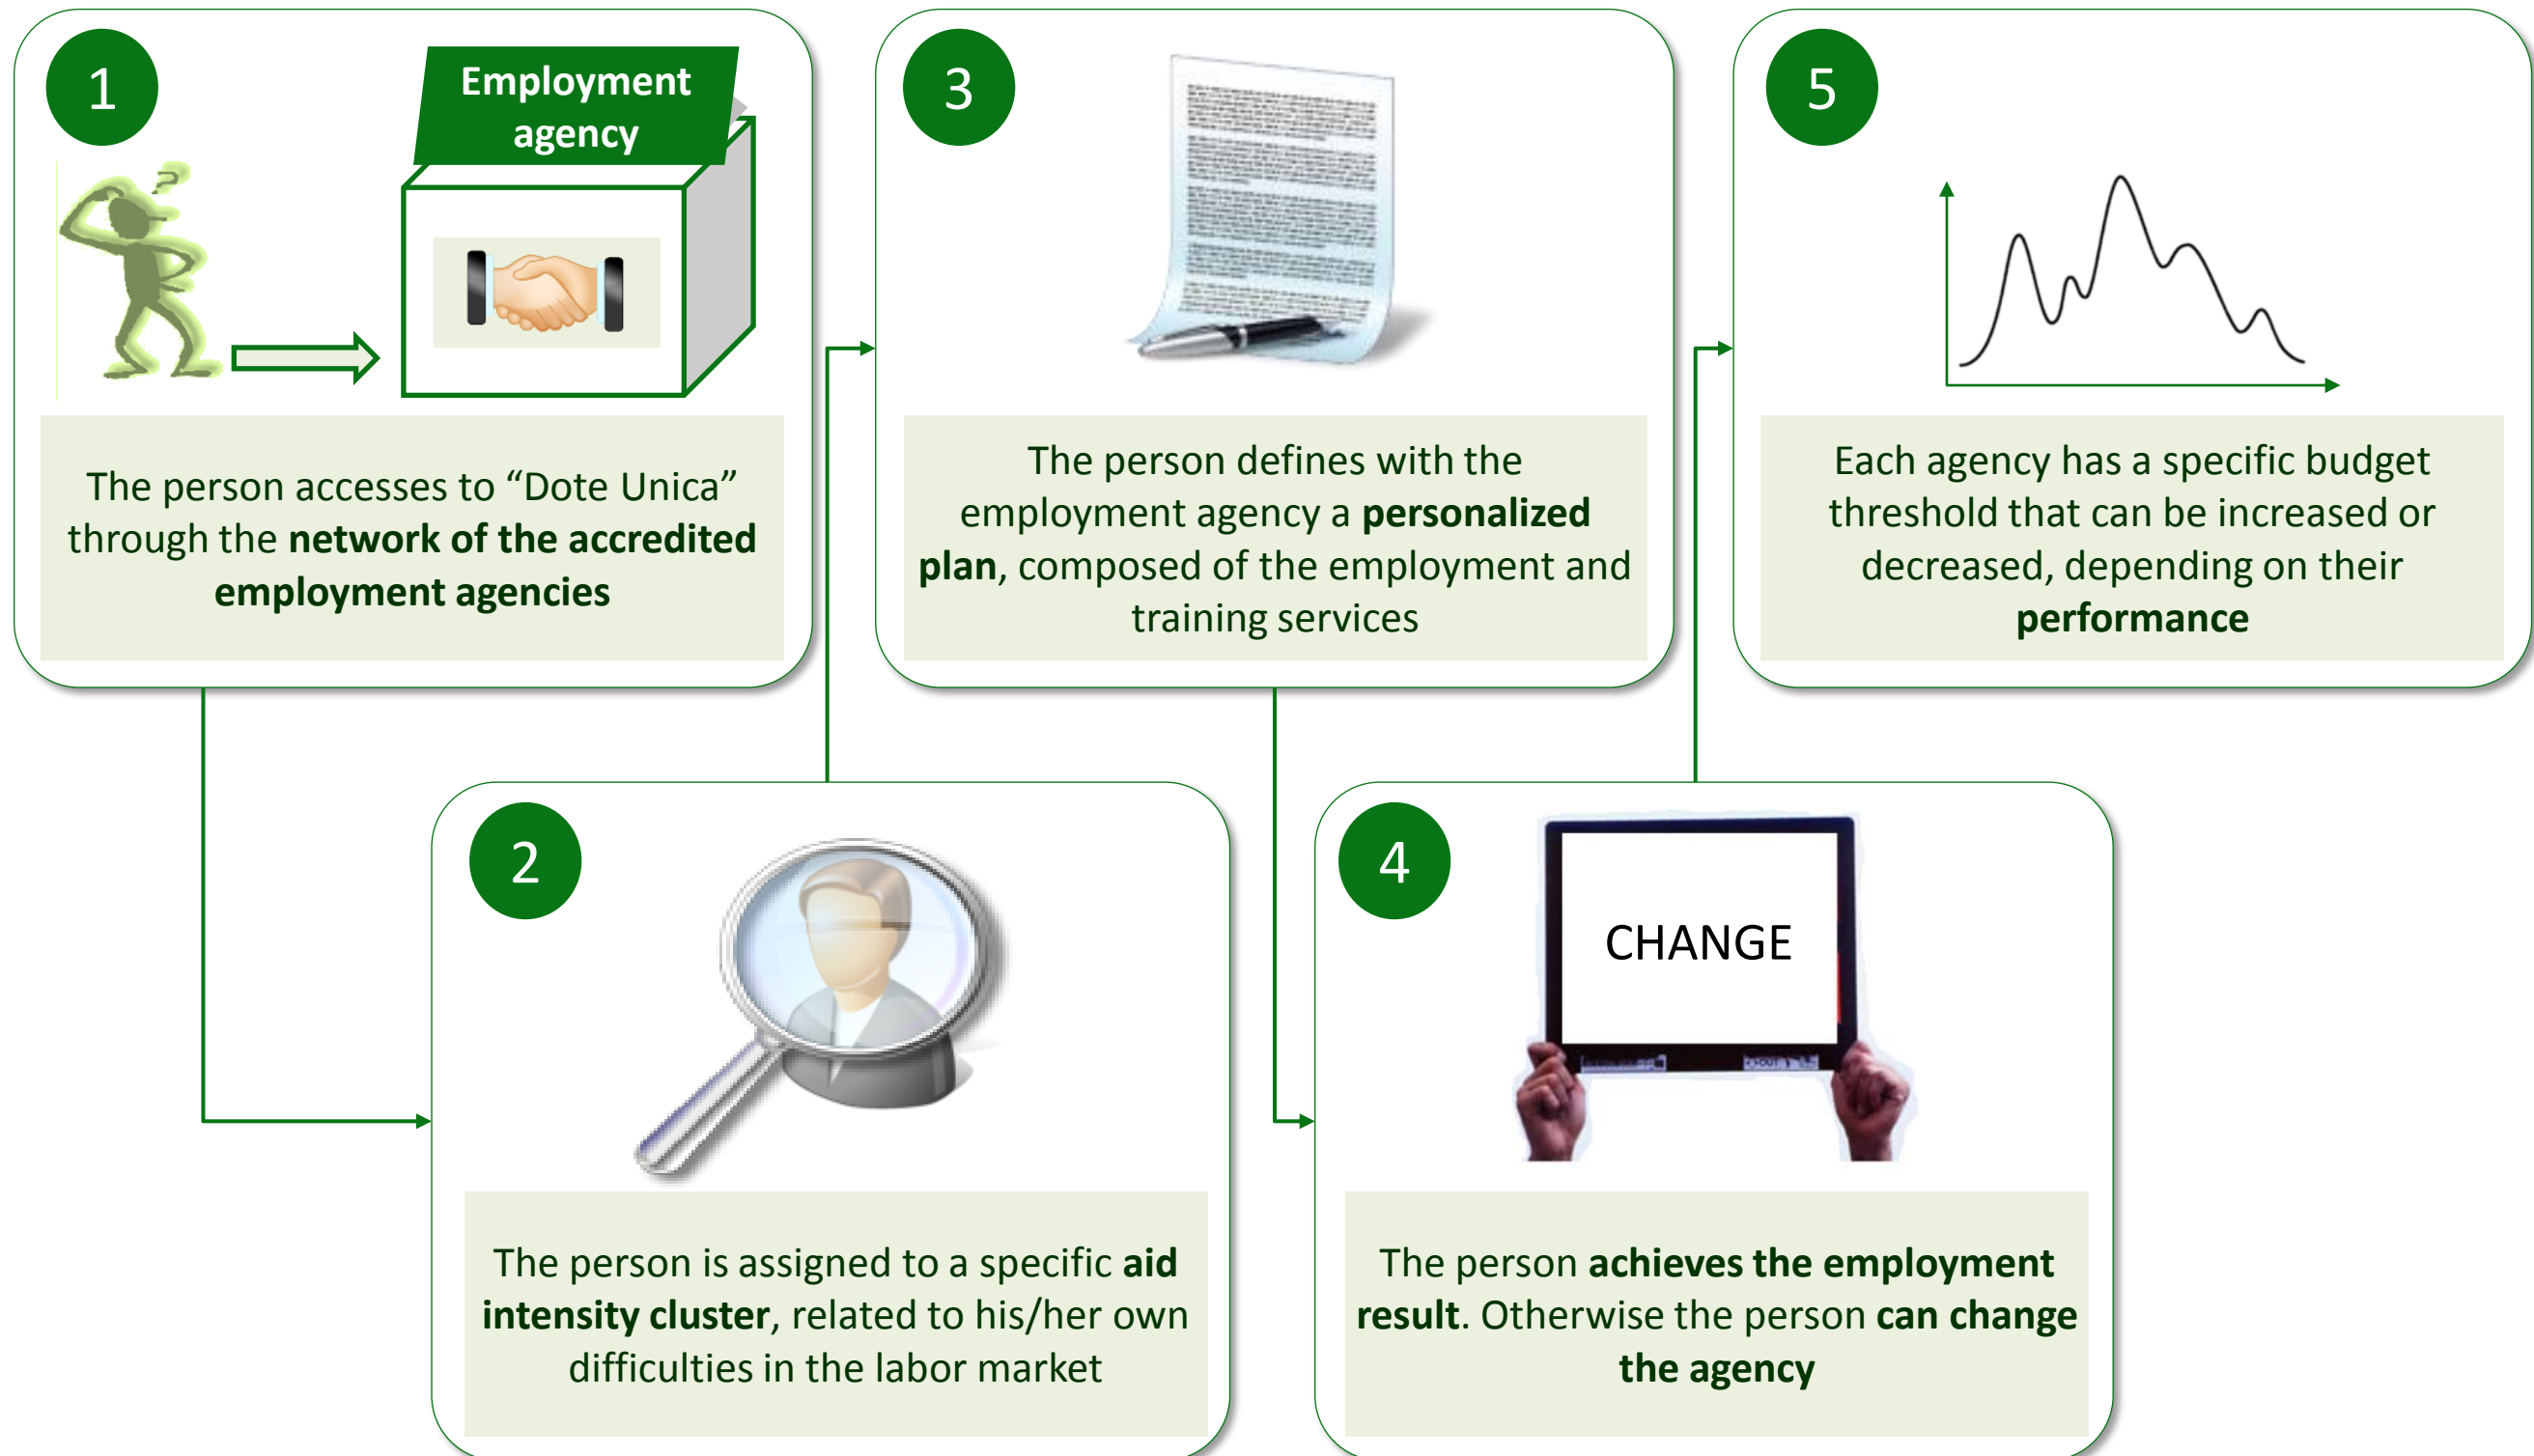 1
Employment
agency
The person accesses to “Dote Unica”
through the network of the accredited
employment agencies
2
The person is assigned to a specific aid
intensity cluster, related to his/her own
difficulties in the labor market
3
The person defines with the
employment agency a personalized
plan, composed of the employment and
training services
4
CHANGE
The person achieves the employment
result. Otherwise the person can change
the agency
5
Each agency has a specific budget
threshold that can be increased or
decreased, depending on their
performance